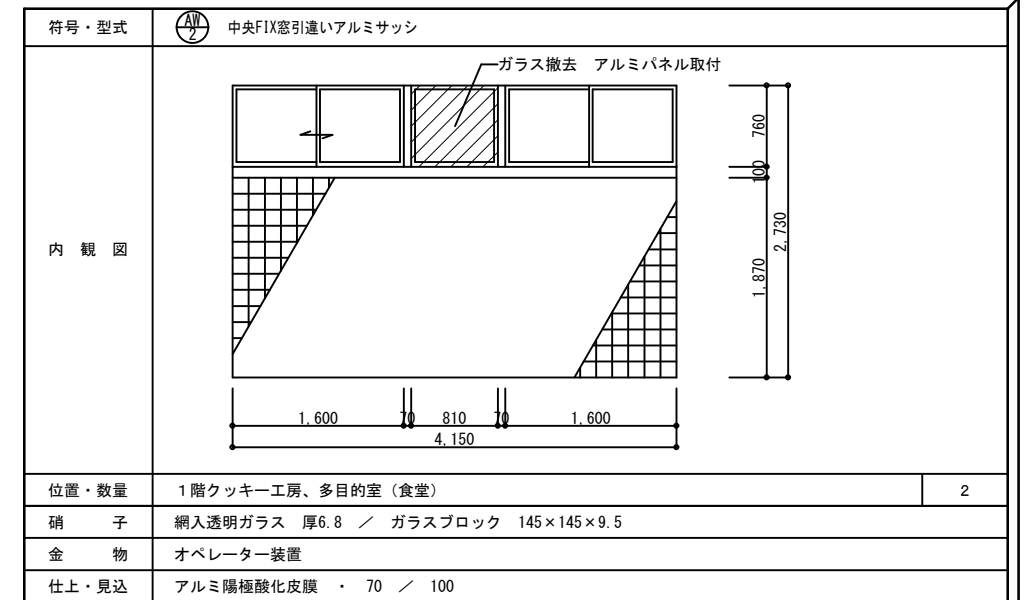 符号・型式 AW 2 中央FIX窓引違いアルミサッシ
ガラス撤去 アルミパネル取付
内観図
760
100
1,870
2,730
1,600 70 810 70 1,600
4,150
位置・数量 1階クッキー工房、多目的室（食堂） 2
硝子 網入透明ガラス 厚6.8 ／ ガラスブロック 145×145×9.5
金物 オペレーター装置
仕上・見込 アルミ陽極酸化皮膜 ・ 70 ／ 100